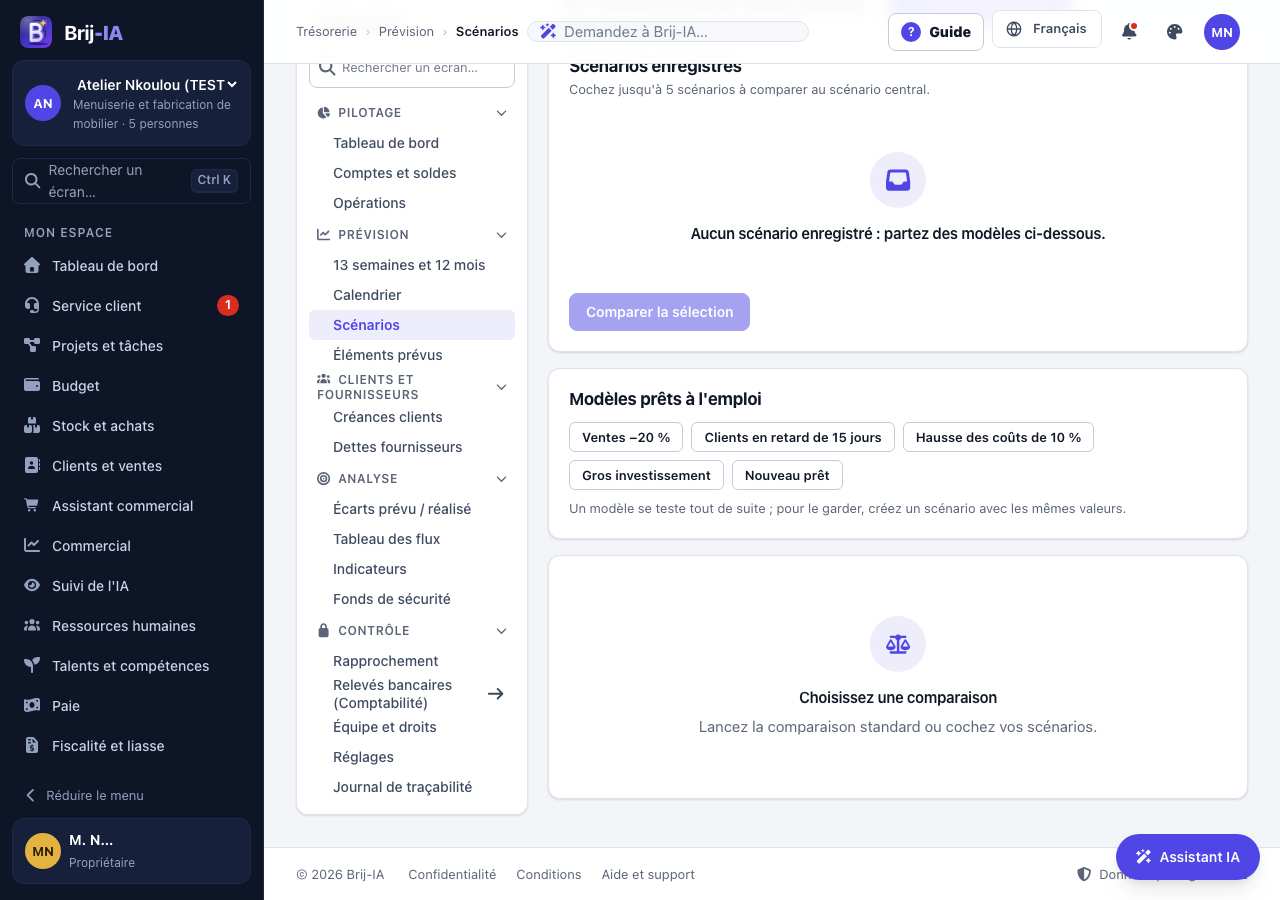 Brij-IA
Atelier Nkoulou (TEST
AN
Menuiserie et fabrication de
mobilier · 5 personnes
Rechercher un
écran...
Ctrl K
MON ESPACE
Tableau de bord
Service client
1
Projets et tâches
Budget
Stock et achats
Clients et ventes
Assistant commercial
Commercial
Suivi de l'IA
Ressources humaines
Talents et compétences
Paie
Fiscalité et liasse
Réduire le menu
MN
M. N...
Propriétaire
Trésorerie › Prévision › Scénarios
Demandez à Brij-IA...
? Guide
Français
MN
Rechercher un écran...
PILOTAGE
Tableau de bord
Comptes et soldes
Opérations
PRÉVISION
13 semaines et 12 mois
Calendrier
Scénarios
Éléments prévus
CLIENTS ET
FOURNISSEURS
Créances clients
Dettes fournisseurs
ANALYSE
Écarts prévu / réalisé
Tableau des flux
Indicateurs
Fonds de sécurité
CONTRÔLE
Rapprochement
Relevés bancaires
(Comptabilité)
Équipe et droits
Réglages
Journal de traçabilité
Scénarios enregistrés
Cochez jusqu'à 5 scénarios à comparer au scénario central.
Aucun scénario enregistré : partez des modèles ci-dessous.
Comparer la sélection
Modèles prêts à l'emploi
Ventes −20 %
Clients en retard de 15 jours
Hausse des coûts de 10 %
Gros investissement
Nouveau prêt
Un modèle se teste tout de suite ; pour le garder, créez un scénario avec les mêmes valeurs.
Choisissez une comparaison
Lancez la comparaison standard ou cochez vos scénarios.
© 2026 Brij-IA
Confidentialité
Conditions
Aide et support
Assistant IA